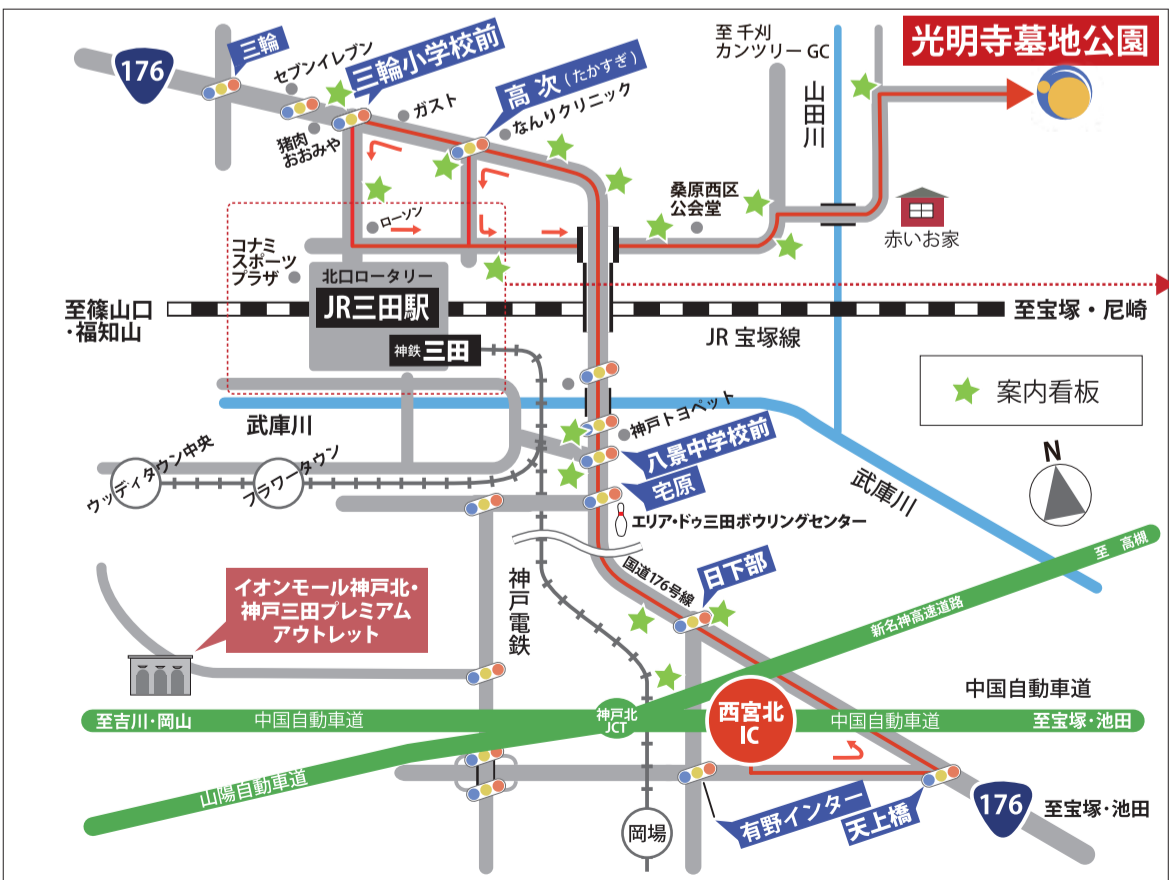 176
三輪
セブンイレブン
三輪小学校前
猪肉
おおみや
ガスト
高次(たかすぎ)
なんりクリニック
至 千刈
カンツリーGC
山田川
光明寺墓地公園
桑原西区
公会堂
赤いお家
ローソン
コナミ
スポーツ
プラザ
北口ロータリー
JR三田駅
神鉄 三田
至篠山口
・福知山
至宝塚・尼崎
JR 宝塚線
案内看板
N
武庫川
神戸トヨペット
八景中学校前
宅原
エリア・ドゥ三田ボウリングセンター
武庫川
ウッディタウン中央
フラワータウン
国道176号線
日下部
神戸電鉄
イオンモール神戸北・
神戸三田プレミアム
アウトレット
至 高槻
新名神高速道路
中国自動車道
至吉川・岡山
中国自動車道
神戸北
JCT
西宮北
IC
中国自動車道
至宝塚・池田
山陽自動車道
有野インター
天上橋
岡場
176
至宝塚・池田